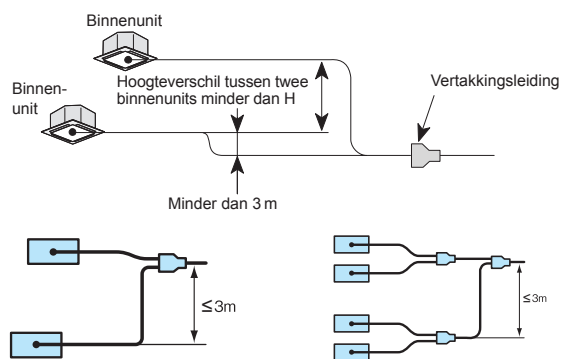 Binnenunit
Hoogteverschil tussen twee
binnenunits minder dan H
Binnen-
unit
Vertakkingsleiding
Minder dan 3 m
≤3m
≤3m